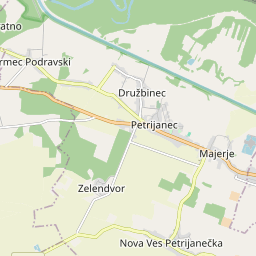 atno
rmec Podravski
Družbinec
Petrijanec
Majerje
Zelendvor
Nova Ves Petrijanečka